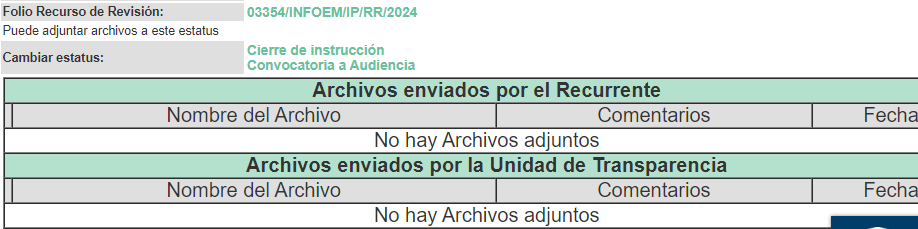 Folio Recurso de Revisión: 03354/INFOEM/IP/RR/2024
Puede adjuntar archivos a este estatus
Cambiar estatus: Cierre de instrucción
Convocatoria a Audiencia
Archivos enviados por el Recurrente
Nombre del Archivo Comentarios Fecha
No hay Archivos adjuntos
Archivos enviados por la Unidad de Transparencia
Nombre del Archivo Comentarios Fecha
No hay Archivos adjuntos